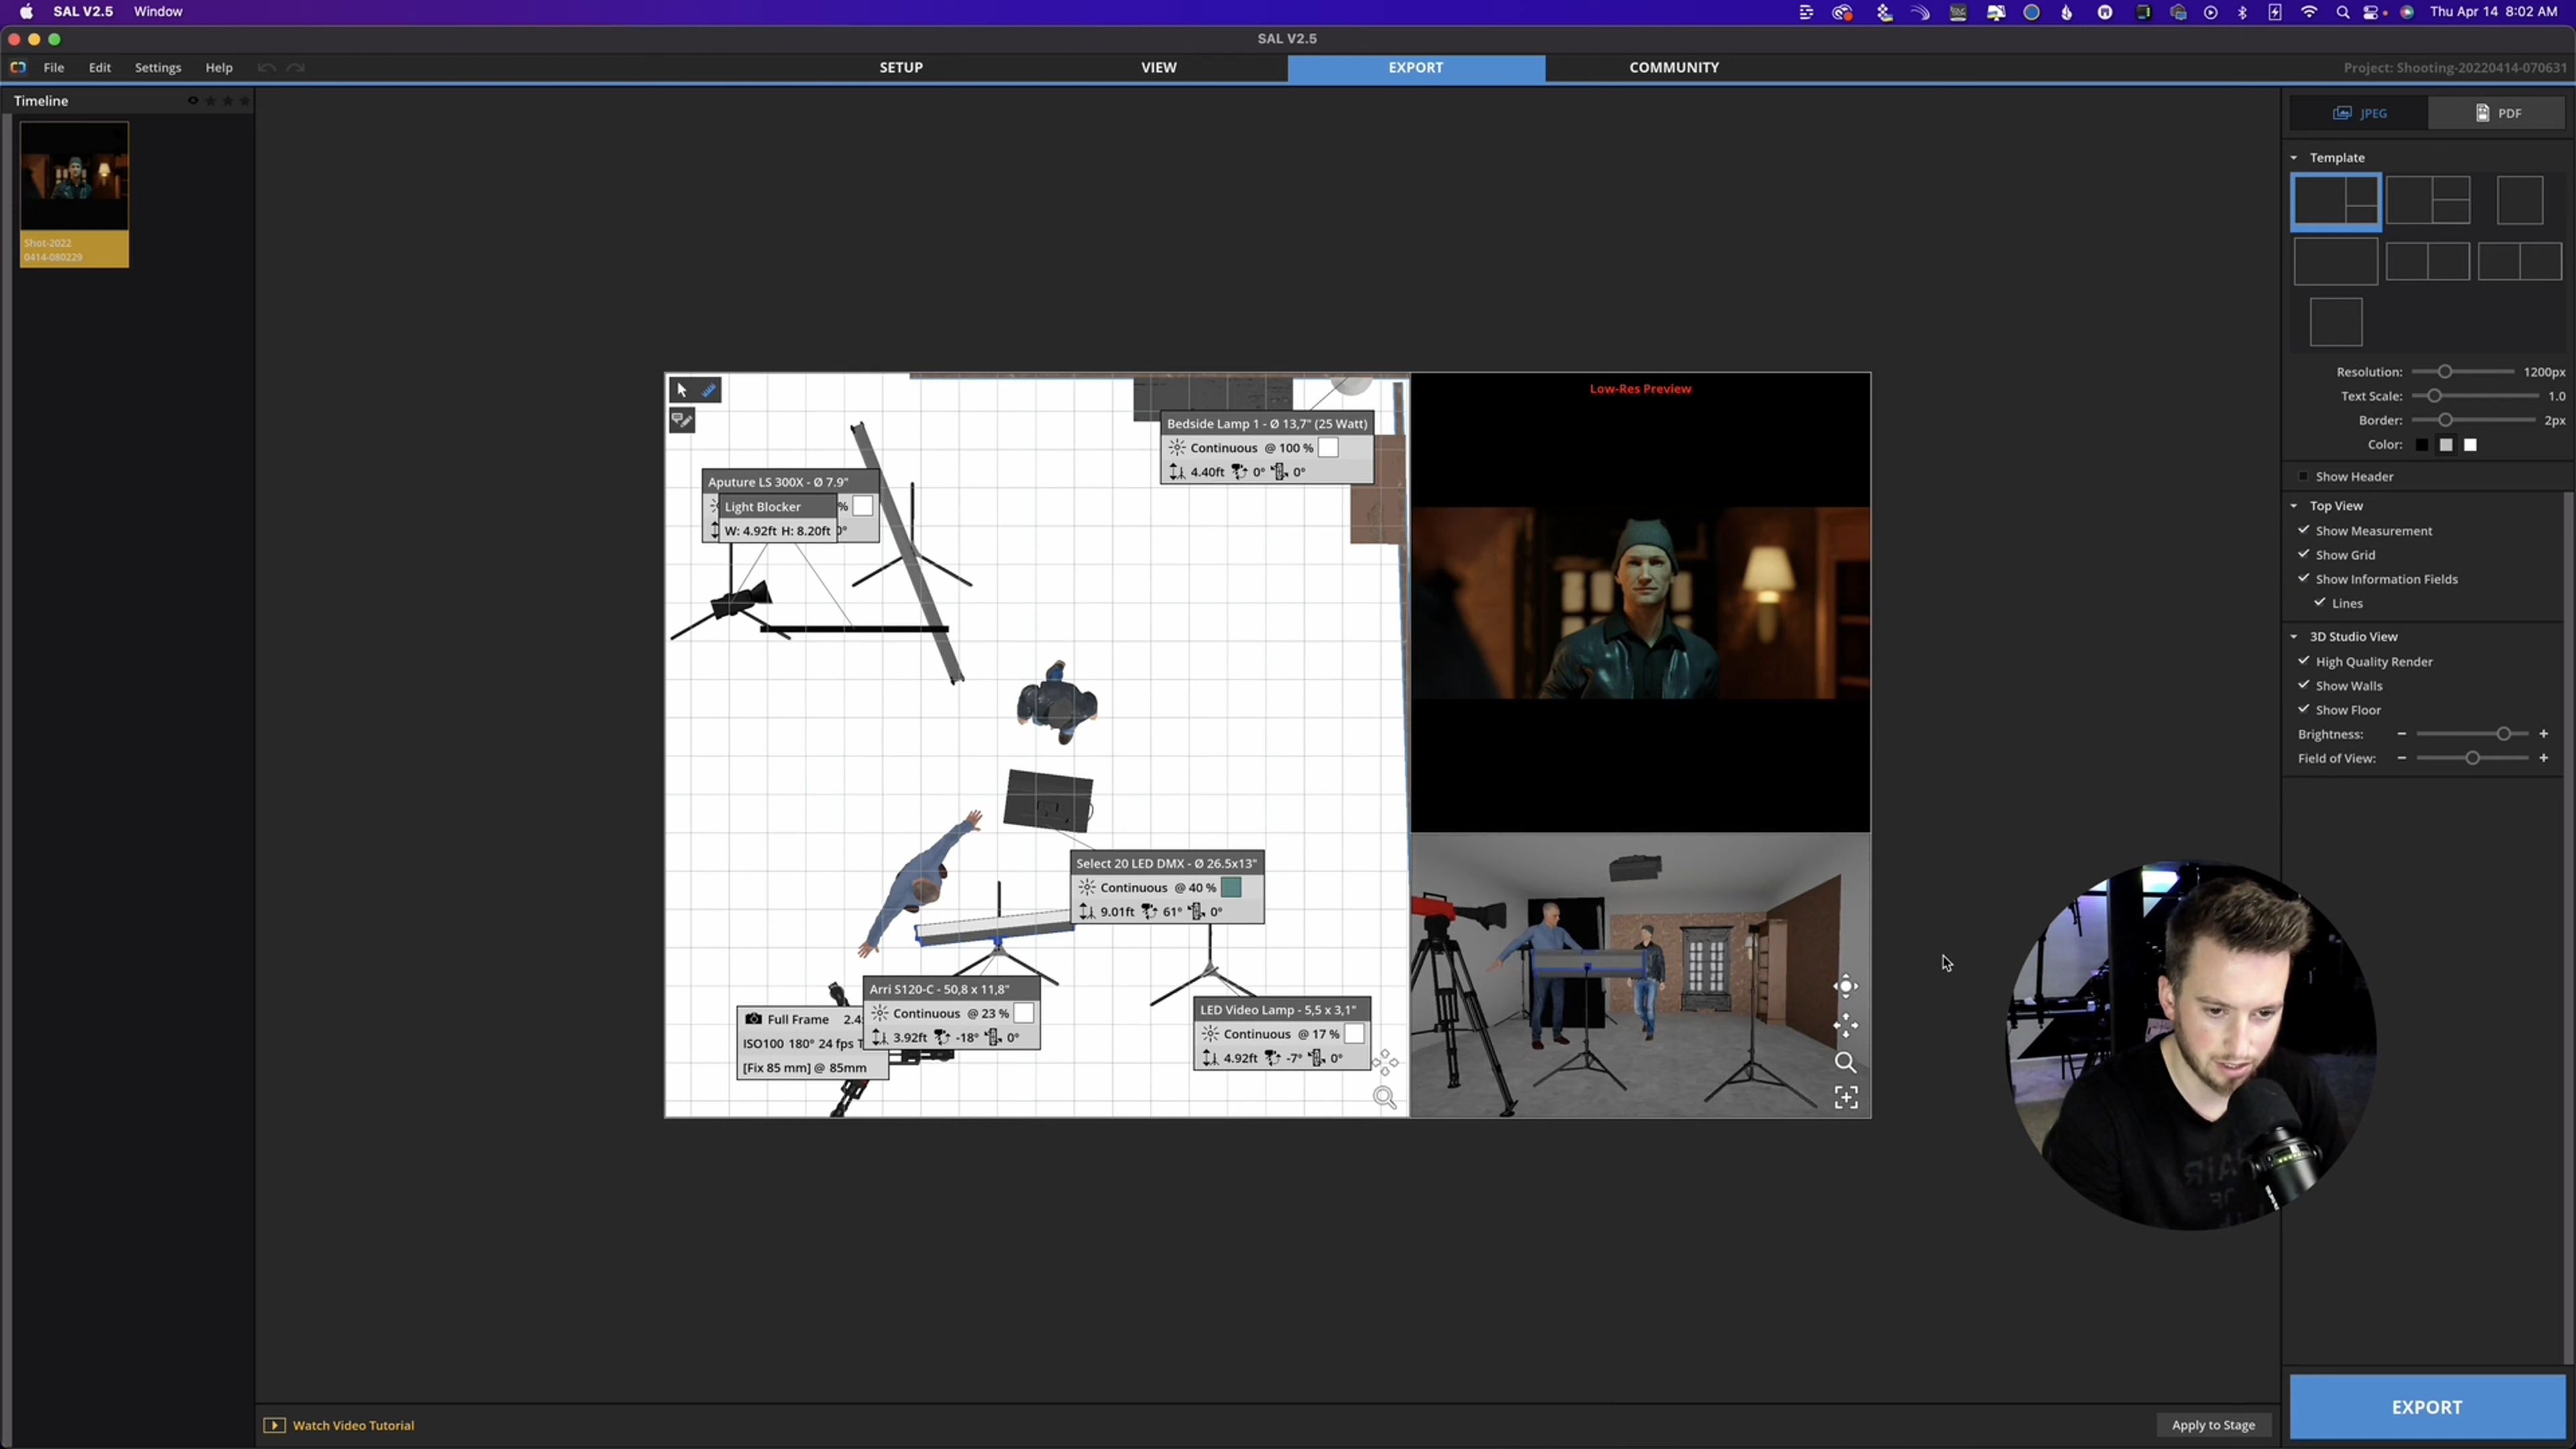 SAL V2.5 Window
Thu Apr 14 8:02 AM
SAL V2.5
File Edit Settings Help
SETUP VIEW EXPORT COMMUNITY
Project: Shooting-20220414-070631
Timeline
Shot-2022
0414-080229
Aputure LS 300X - Ø 7.9"
%
0°
Light Blocker
W: 4.92ft H: 8.20ft
Bedside Lamp 1 - Ø 13,7" (25 Watt)
Continuous @ 100 %
4.40ft 0° 0°
Select 20 LED DMX - Ø 26.5x13"
Continuous @ 40 %
9.01ft 61° 0°
Arri S120-C - 50,8 x 11,8"
Continuous @ 23 %
3.92ft -18° 0°
Full Frame
ISO100 180° 24 fps
[Fix 85 mm] @ 85mm
LED Video Lamp - 5,5 x 3,1"
Continuous @ 17 %
4.92ft -7° 0°
Low-Res Preview
JPEG PDF
Template
Resolution: 1200px
Text Scale: 1.0
Border: 2px
Color:
Show Header
Top View
Show Measurement
Show Grid
Show Information Fields
Lines
3D Studio View
High Quality Render
Show Walls
Show Floor
Brightness: - +
Field of View: - +
Watch Video Tutorial
Apply to Stage
EXPORT